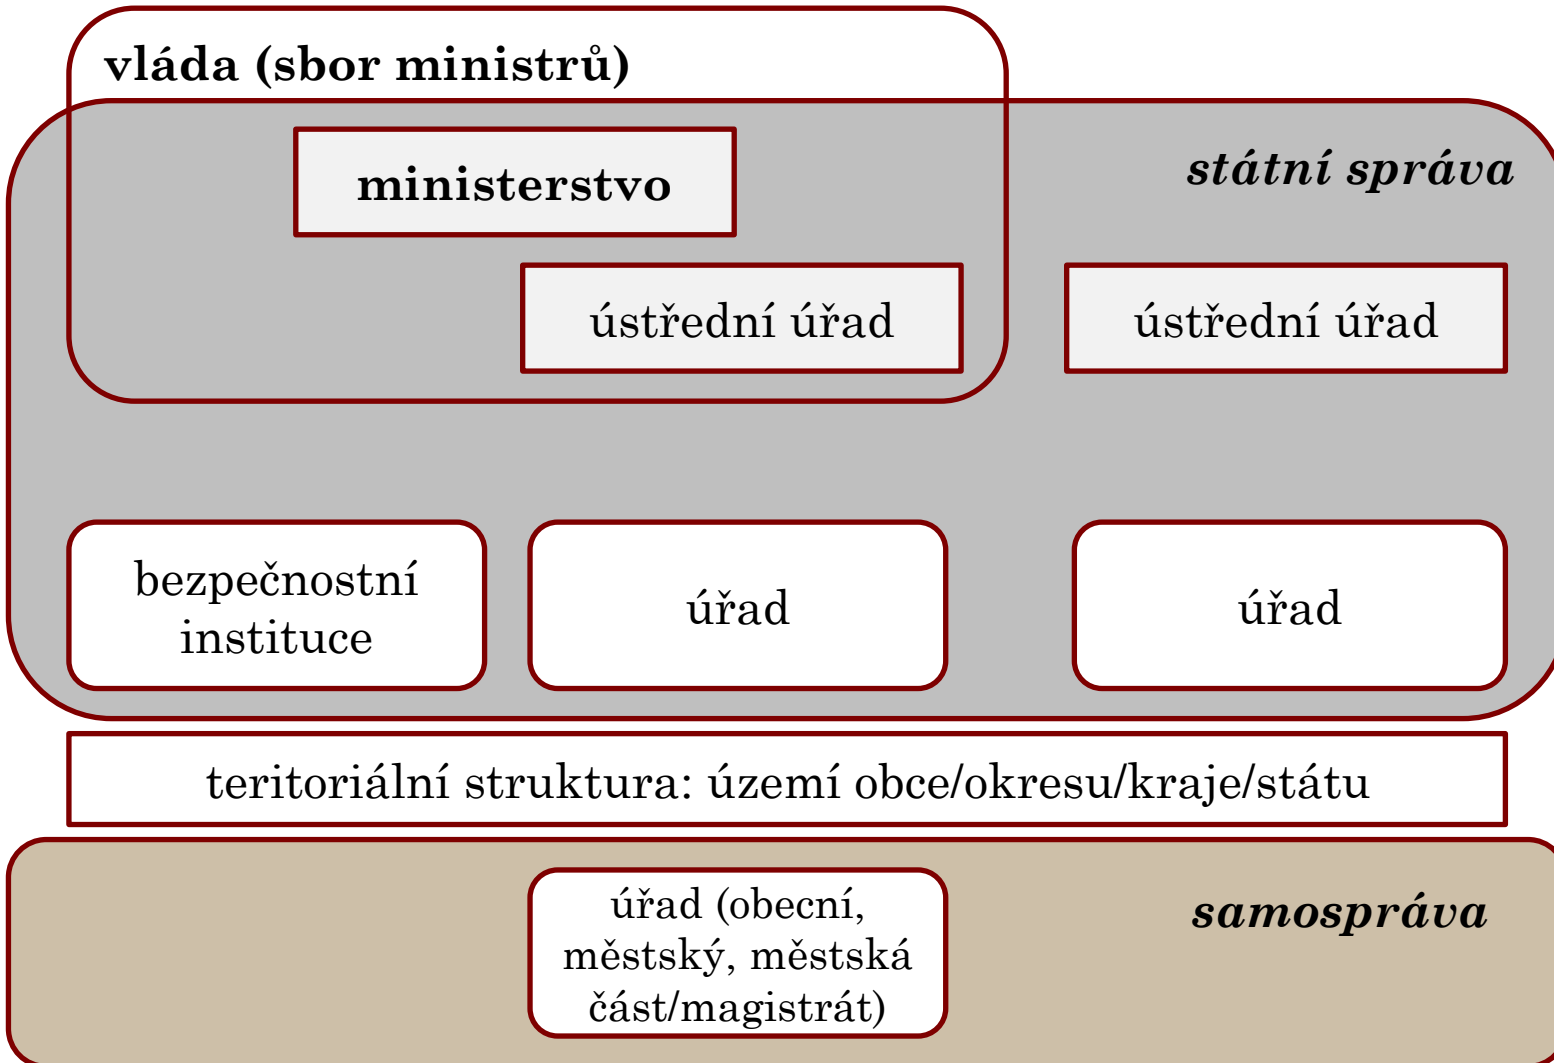 vláda (sbor ministrů)
ministerstvo
státní správa
ústřední úřad
ústřední úřad
bezpečnostní
instituce
úřad
úřad
teritoriální struktura: území obce/okresu/kraje/státu
úřad (obecní,
městský, městská
část/magistrát)
samospráva